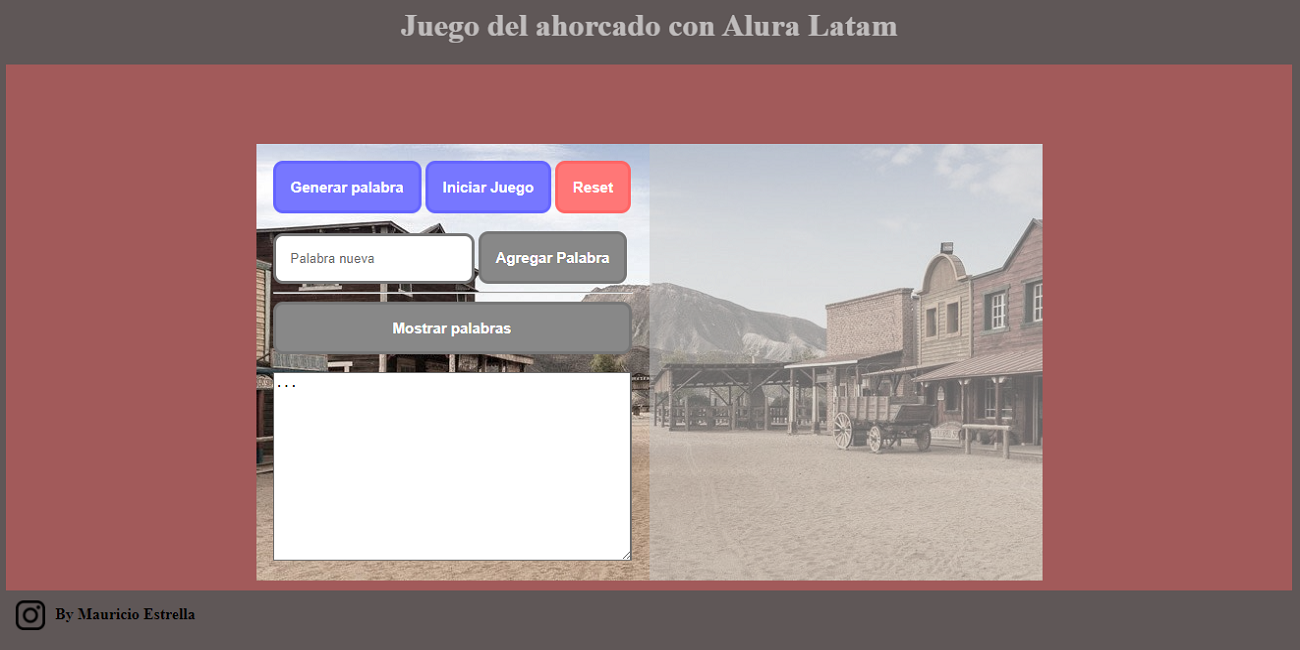 Juego del ahorcado con Alura Latam
Generar palabra Iniciar Juego Reset
Palabra nueva Agregar Palabra
Mostrar palabras
...
By Mauricio Estrella